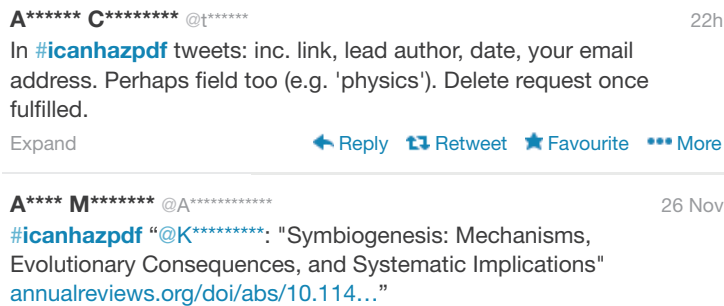 A****** C******** @t****** 22h
In #icanhazpdf tweets: inc. link, lead author, date, your email
address. Perhaps field too (e.g. 'physics'). Delete request once
fulfilled.
Expand Reply Retweet Favourite More
A**** M******* @A************ 26 Nov
#icanhazpdf “@K*********: "Symbiogenesis: Mechanisms,
Evolutionary Consequences, and Systematic Implications"
annualreviews.org/doi/abs/10.114…”